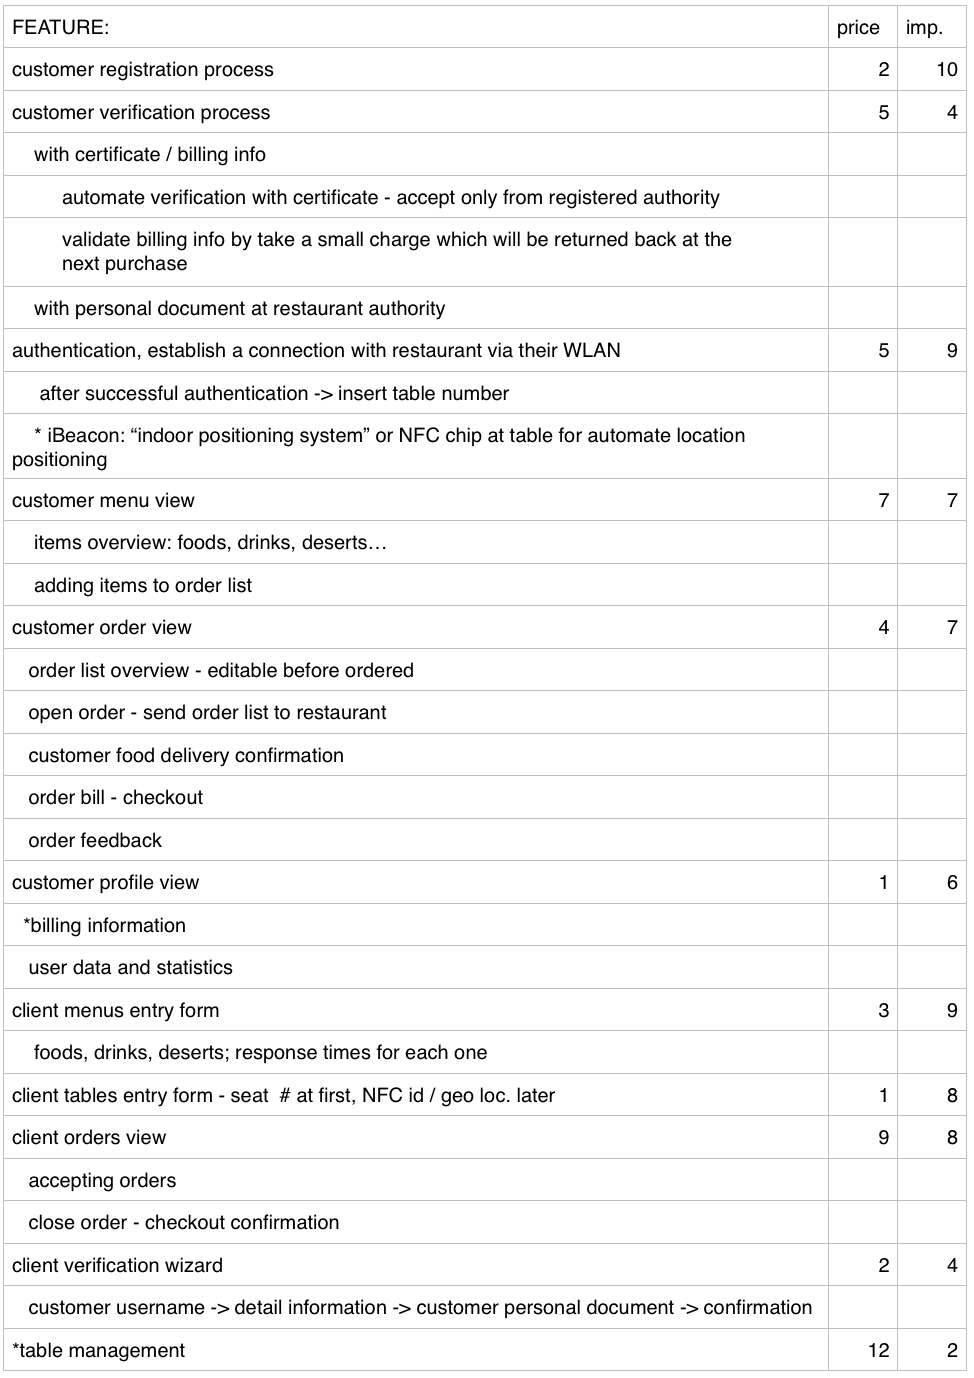 FEATURE: price imp.
customer registration process 2 10
customer verification process 5 4
with certificate / billing info
automate verification with certificate - accept only from registered authority
validate billing info by take a small charge which will be returned back at the
next purchase
with personal document at restaurant authority
authentication, establish a connection with restaurant via their WLAN 5 9
after successful authentication -> insert table number
* iBeacon: “indoor positioning system” or NFC chip at table for automate location
positioning
customer menu view 7 7
items overview: foods, drinks, deserts…
adding items to order list
customer order view 4 7
order list overview - editable before ordered
open order - send order list to restaurant
customer food delivery confirmation
order bill - checkout
order feedback
customer profile view 1 6
*billing information
user data and statistics
client menus entry form 3 9
foods, drinks, deserts; response times for each one
client tables entry form - seat # at first, NFC id / geo loc. later 1 8
client orders view 9 8
accepting orders
close order - checkout confirmation
client verification wizard 2 4
customer username -> detail information -> customer personal document -> confirmation
*table management 12 2